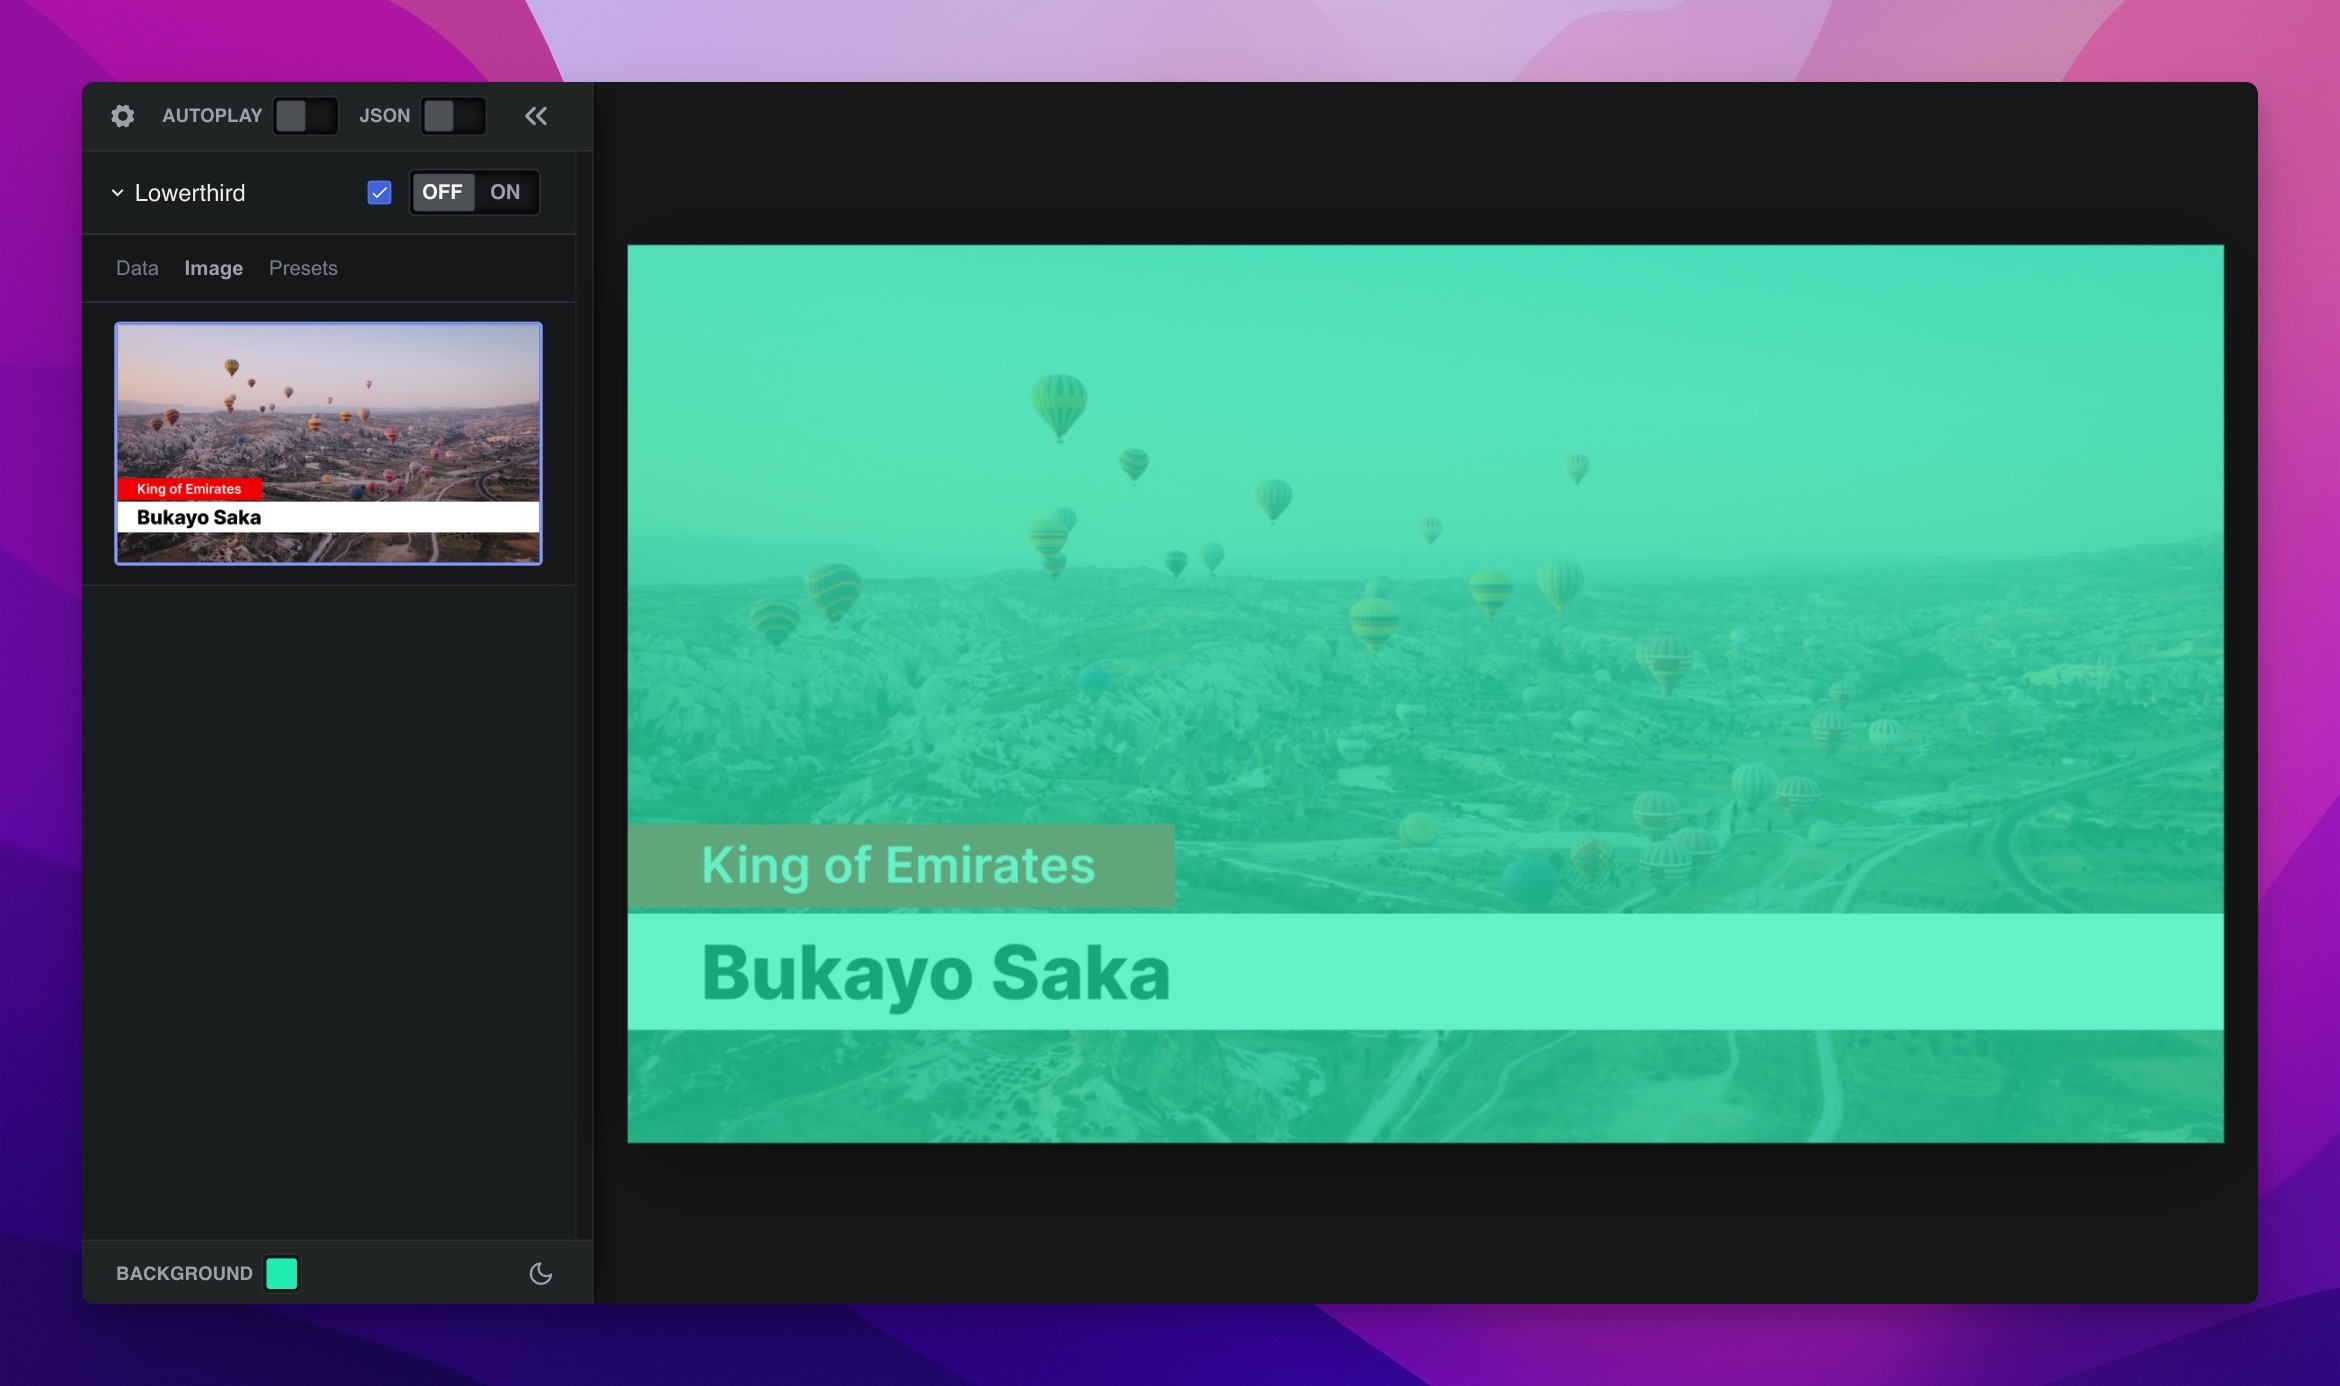 AUTOPLAY JSON
Lowerthird OFF ON
Data Image Presets
King of Emirates
Bukayo Saka
King of Emirates
Bukayo Saka
BACKGROUND